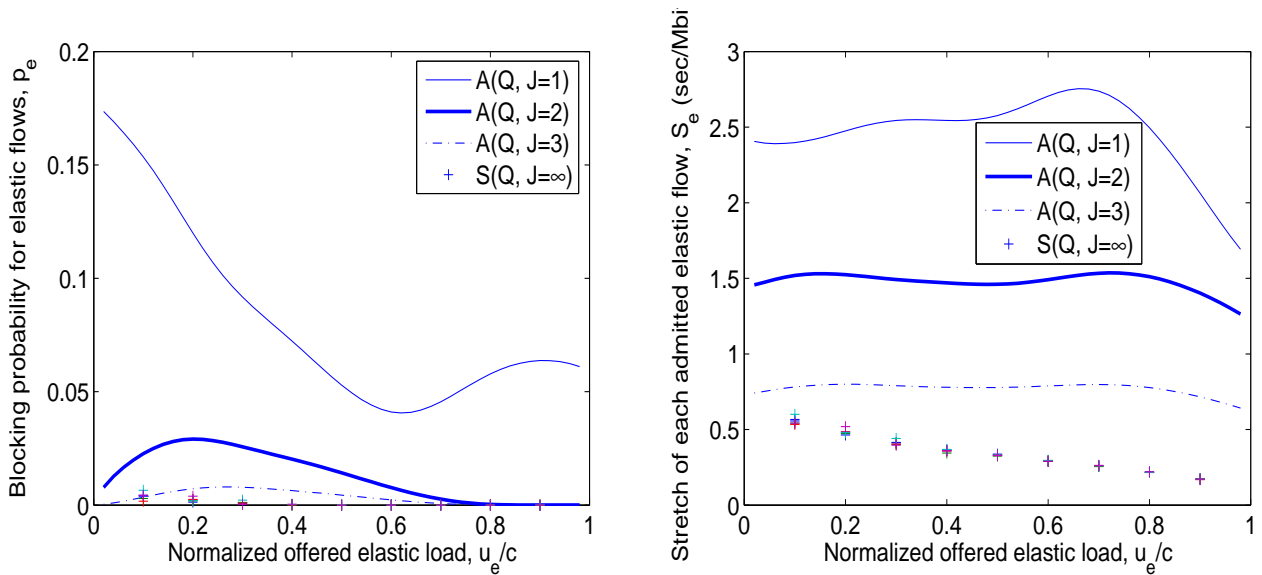 Blocking probability for elastic flows, p_e
0.2
0.15
0.1
0.05
0
0 0.2 0.4 0.6 0.8 1
Normalized offered elastic load, u_e/c
A(Q, J=1)
A(Q, J=2)
A(Q, J=3)
S(Q, J=∞)
Stretch of each admitted elastic flow, S_e (sec/Mbi
3
2.5
2
1.5
1
0.5
0
0 0.2 0.4 0.6 0.8 1
Normalized offered elastic load, u_e/c
A(Q, J=1)
A(Q, J=2)
A(Q, J=3)
S(Q, J=∞)